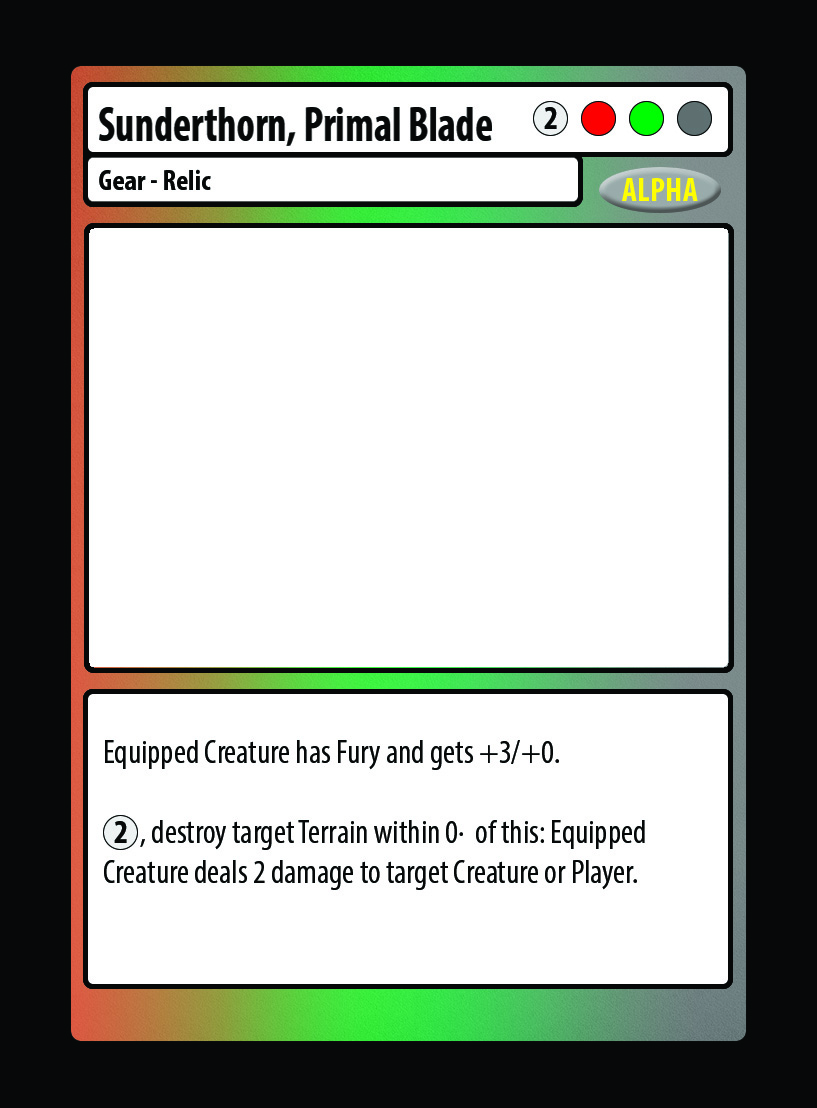 Sunderthorn, Primal Blade 2
Gear - Relic
ALPHA
Equipped Creature has Fury and gets +3/+0.
2, destroy target Terrain within 0· of this: Equipped
Creature deals 2 damage to target Creature or Player.